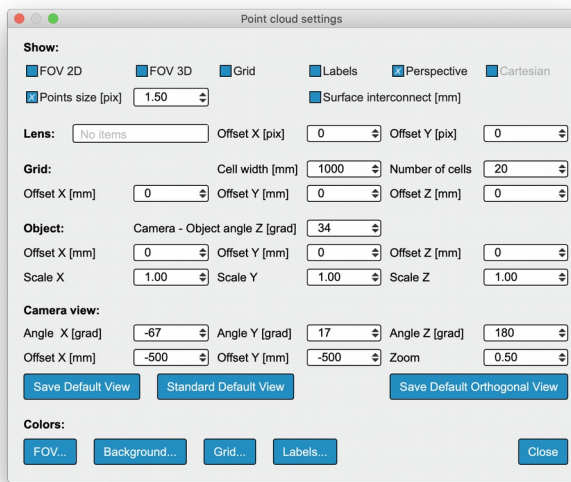 Point cloud settings
Show:
FOV 2D FOV 3D Grid Labels X Perspective Cartesian
X Points size [pix] 1.50 Surface interconnect [mm]
Lens: No items Offset X [pix] 0 Offset Y [pix] 0
Grid: Cell width [mm] 1000 Number of cells 20
Offset X [mm] 0 Offset Y [mm] 0 Offset Z [mm] 0
Object: Camera - Object angle Z [grad] 34
Offset X [mm] 0 Offset Y [mm] 0 Offset Z [mm] 0
Scale X 1.00 Scale Y 1.00 Scale Z 1.00
Camera view:
Angle X [grad] -67 Angle Y [grad] 17 Angle Z [grad] 180
Offset X [mm] -500 Offset Y [mm] -500 Zoom 0.50
Save Default View Standard Default View Save Default Orthogonal View
Colors:
FOV... Background... Grid... Labels... Close